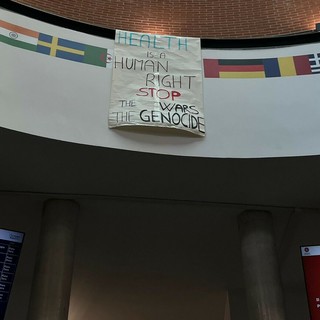 HEALTH
IS A
HUMAN
RIGHT
STOP
THE WARS
THE GENOCIDE